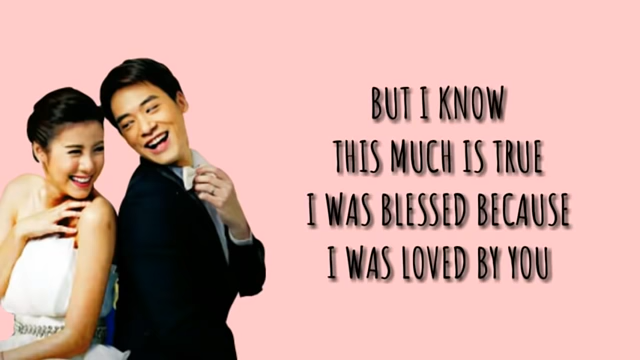 BUT I KNOW
THIS MUCH IS TRUE
I WAS BLESSED BECAUSE
I WAS LOVED BY YOU